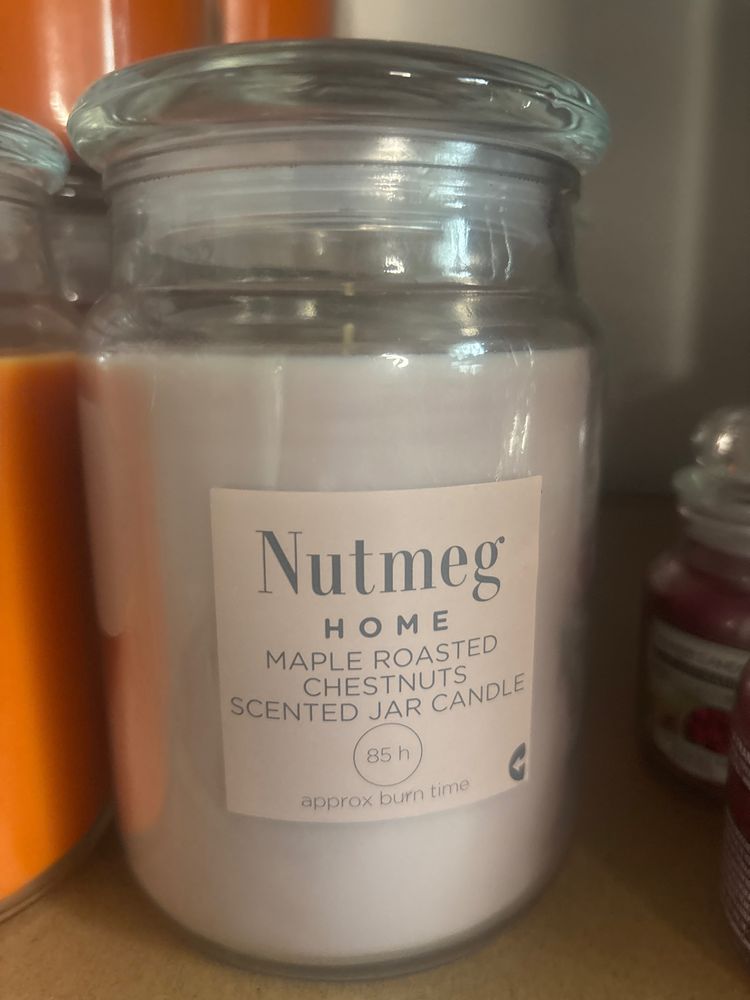 Nutmeg
HOME
MAPLE ROASTED
CHESTNUTS
SCENTED JAR CANDLE
85 h
approx burn time